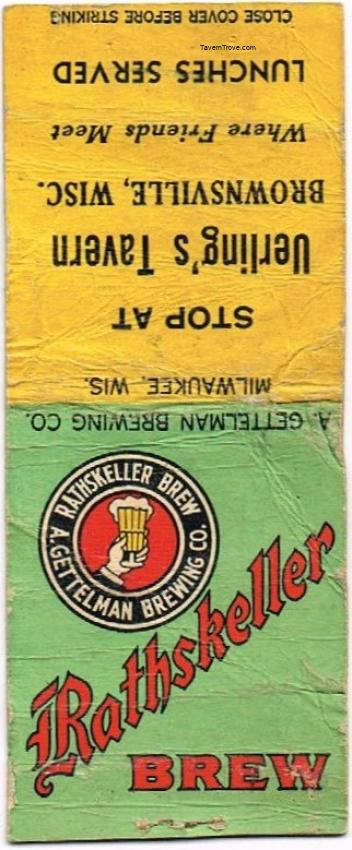 CLOSE COVER BEFORE STRIKING
TavernTrove.com
LUNCHES SERVED
Where Friends Meet
BROWNSVILLE, WISC.
Uerling's Tavern
STOP AT
MILWAUKEE, WIS.
A. GETTELMAN BREWING CO.
RATHSKELLER BREW
A. GETTELMAN BREWING CO.
Rathskeller
BREW